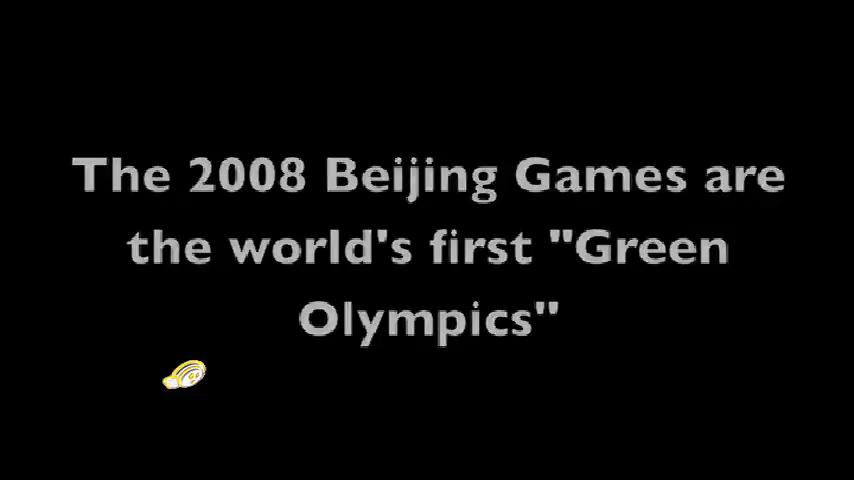 The 2008 Beijing Games are
the world's first "Green
Olympics"